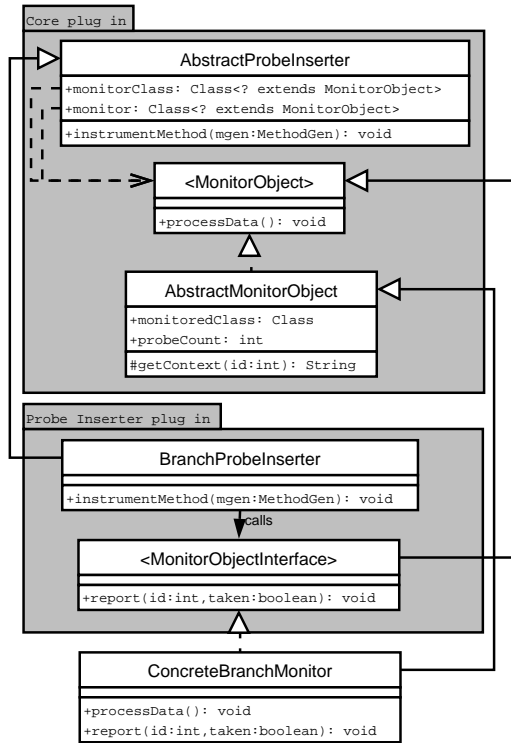 Core plug in
AbstractProbeInserter
+monitorClass: Class<? extends MonitorObject>
+monitor: Class<? extends MonitorObject>
+instrumentMethod(mgen:MethodGen): void
<MonitorObject>
+processData(): void
AbstractMonitorObject
+monitoredClass: Class
+probeCount: int
#getContext(id:int): String
Probe Inserter plug in
BranchProbeInserter
+instrumentMethod(mgen:MethodGen): void
calls
<MonitorObjectInterface>
+report(id:int,taken:boolean): void
ConcreteBranchMonitor
+processData(): void
+report(id:int,taken:boolean): void